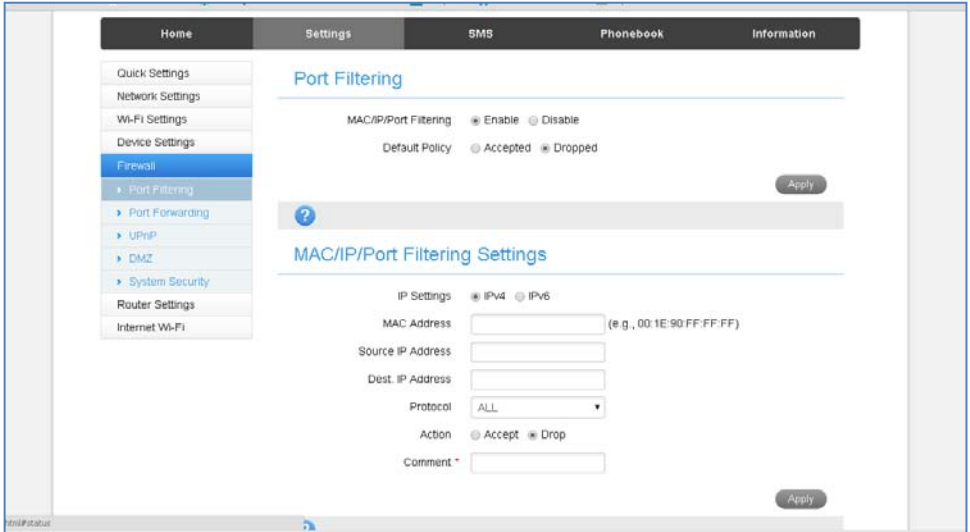 Home Settings SMS Phonebook Information
Quick Settings
Network Settings
Wi-Fi Settings
Device Settings
Firewall
Port Filtering
Port Forwarding
UPnP
DMZ
System Security
Router Settings
Internet Wi-Fi
Port Filtering
MAC/IP/Port Filtering Enable Disable
Default Policy Accepted Dropped
Apply
?
MAC/IP/Port Filtering Settings
IP Settings IPv4 IPv6
MAC Address (e.g., 00:1E:90:FF:FF:FF)
Source IP Address
Dest. IP Address
Protocol ALL
Action Accept Drop
Comment *
Apply
html#status